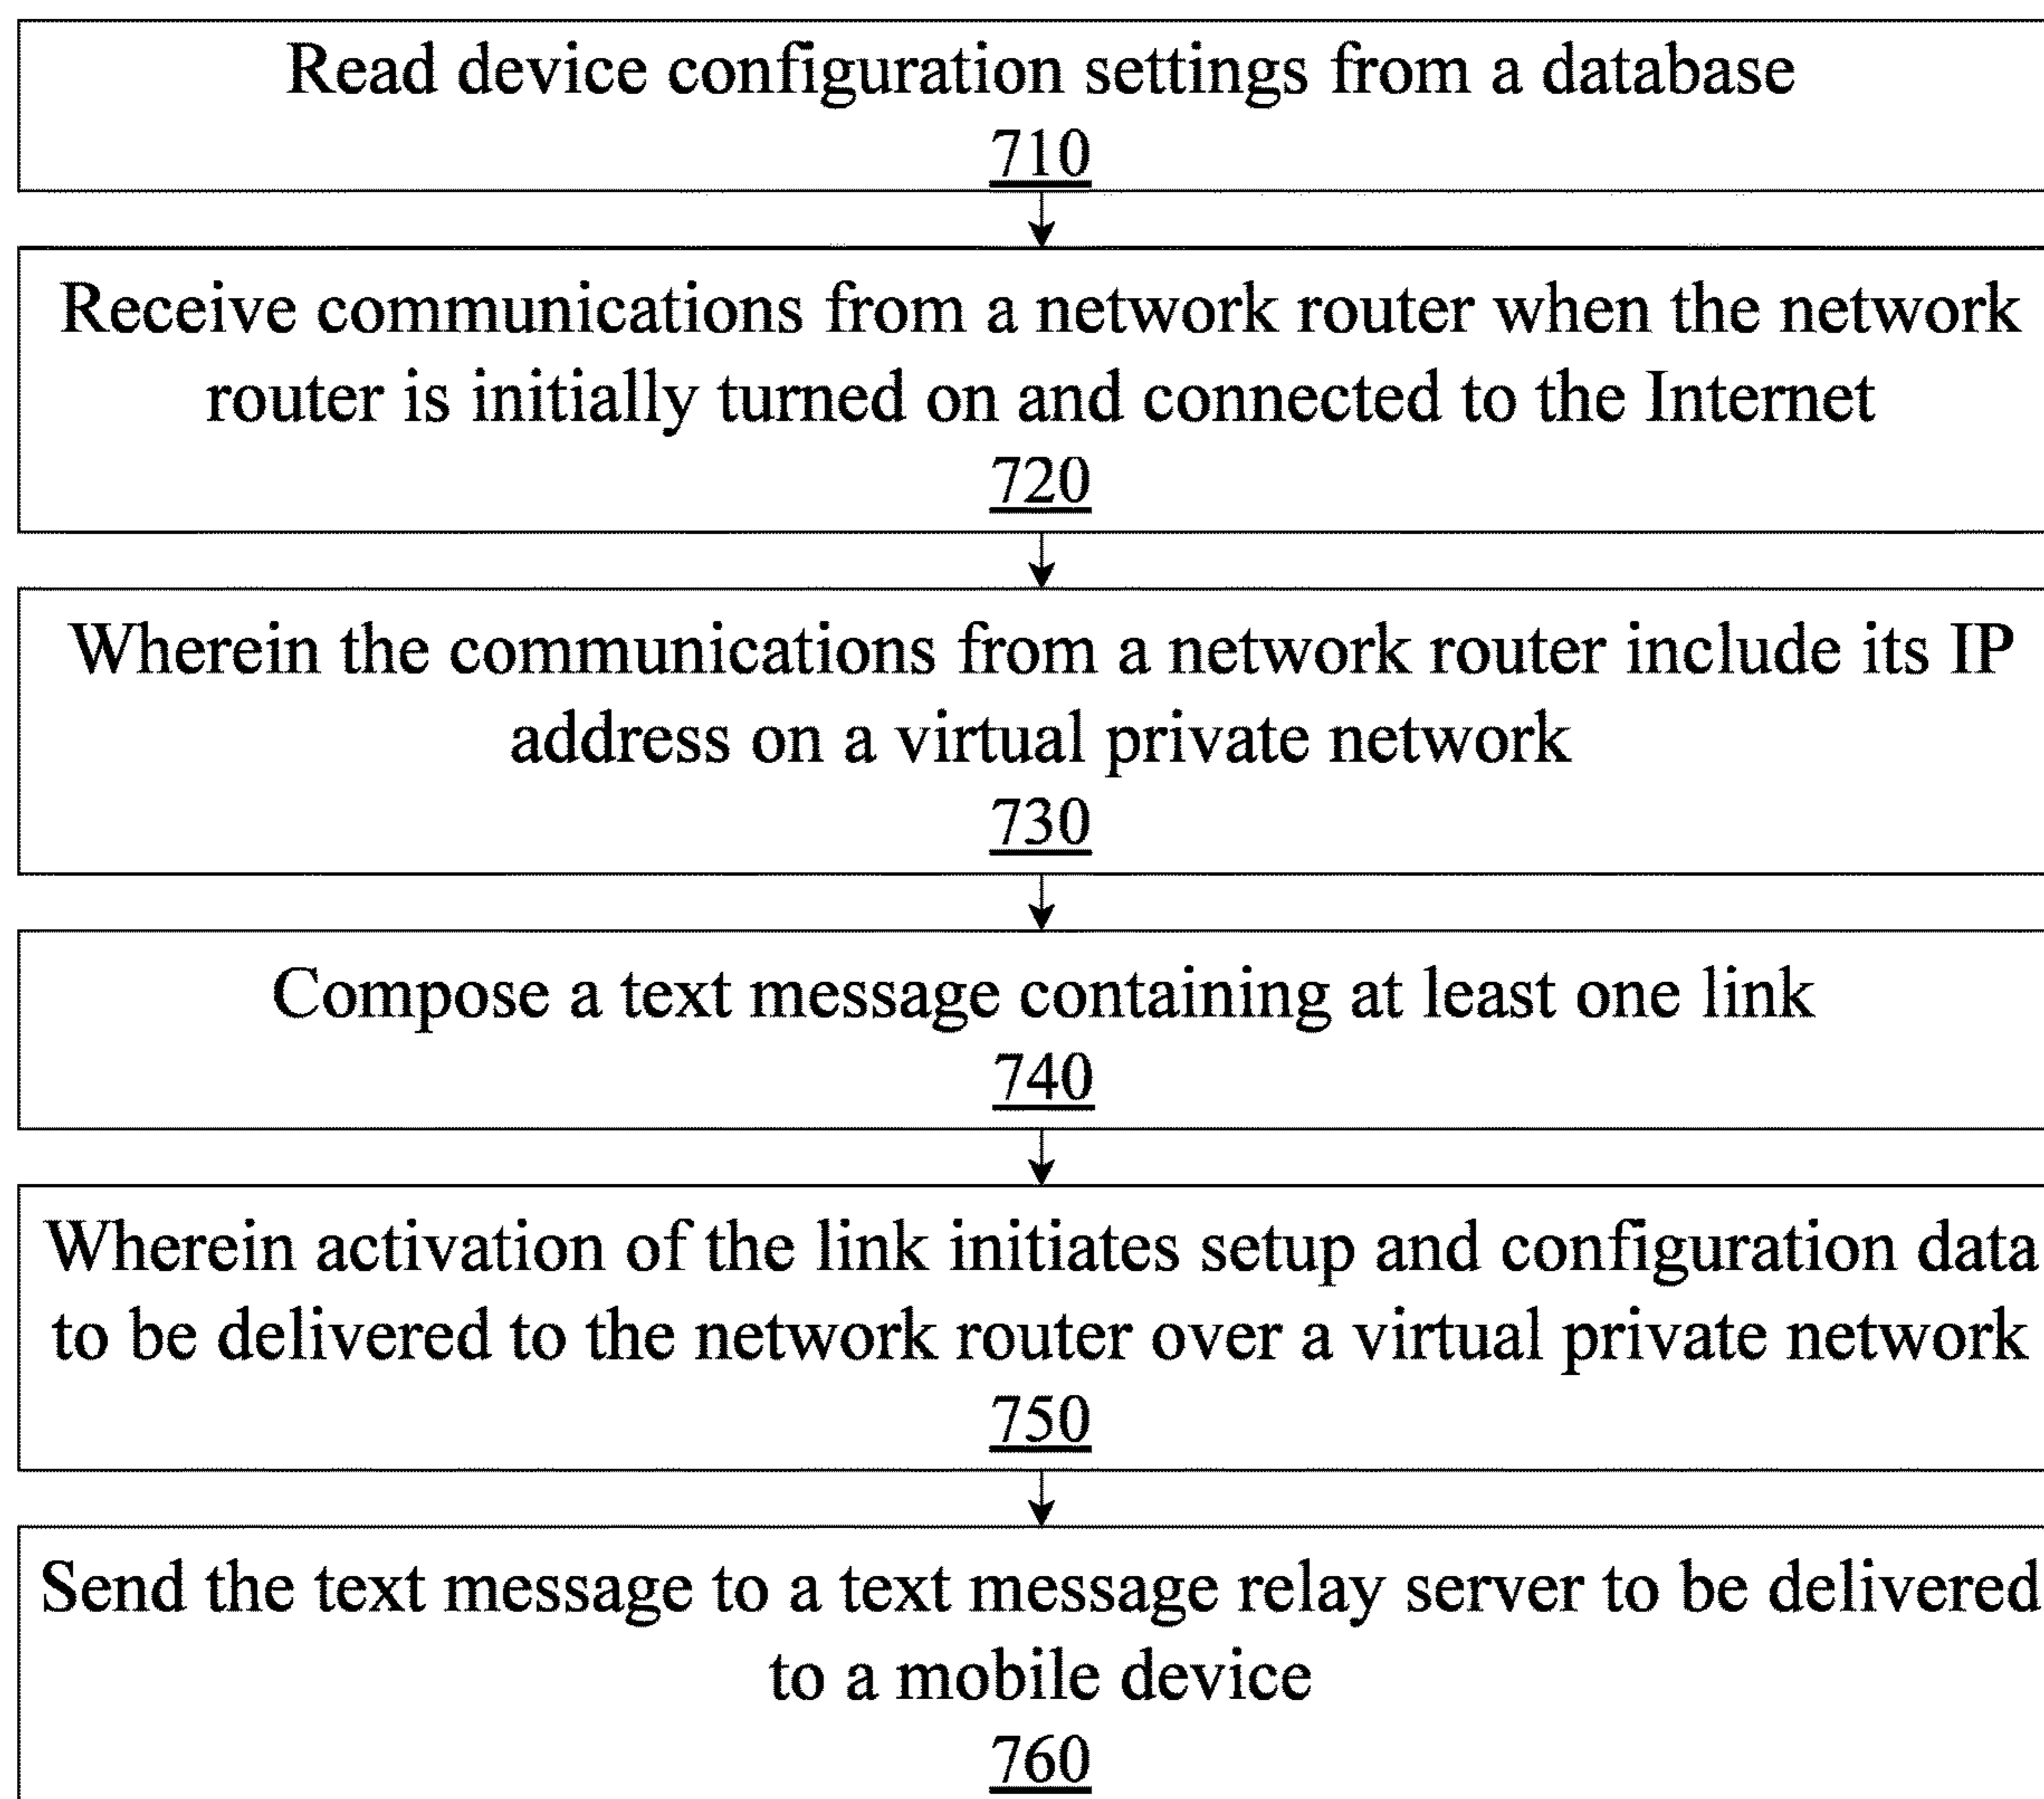 Read device configuration settings from a database
710
Receive communications from a network router when the network
router is initially turned on and connected to the Internet
720
Wherein the communications from a network router include its IP
address on a virtual private network
730
Compose a text message containing at least one link
740
Wherein activation of the link initiates setup and configuration data
to be delivered to the network router over a virtual private network
750
Send the text message to a text message relay server to be delivered
to a mobile device
760